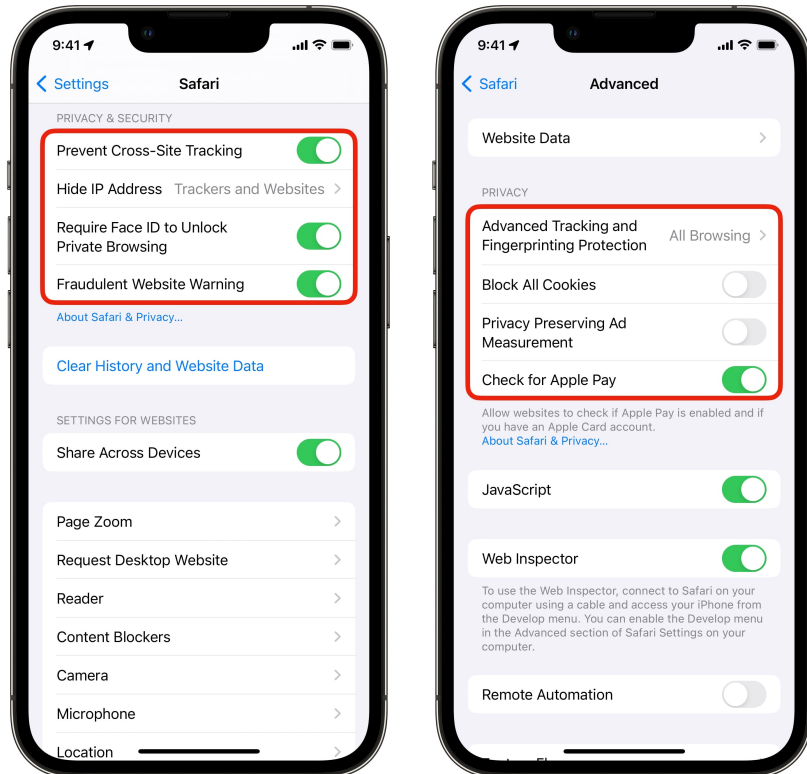 9:41
Settings
Safari
PRIVACY & SECURITY
Prevent Cross-Site Tracking
Hide IP Address Trackers and Websites
Require Face ID to Unlock
Private Browsing
Fraudulent Website Warning
About Safari & Privacy...
Clear History and Website Data
SETTINGS FOR WEBSITES
Share Across Devices
Page Zoom
Request Desktop Website
Reader
Content Blockers
Camera
Microphone
Location
9:41
Safari
Advanced
Website Data
PRIVACY
Advanced Tracking and
Fingerprinting Protection
All Browsing
Block All Cookies
Privacy Preserving Ad
Measurement
Check for Apple Pay
Allow websites to check if Apple Pay is enabled and if
you have an Apple Card account.
About Safari & Privacy...
JavaScript
Web Inspector
To use the Web Inspector, connect to Safari on your
computer using a cable and access your iPhone from
the Develop menu. You can enable the Develop menu
in the Advanced section of Safari Settings on your
computer.
Remote Automation